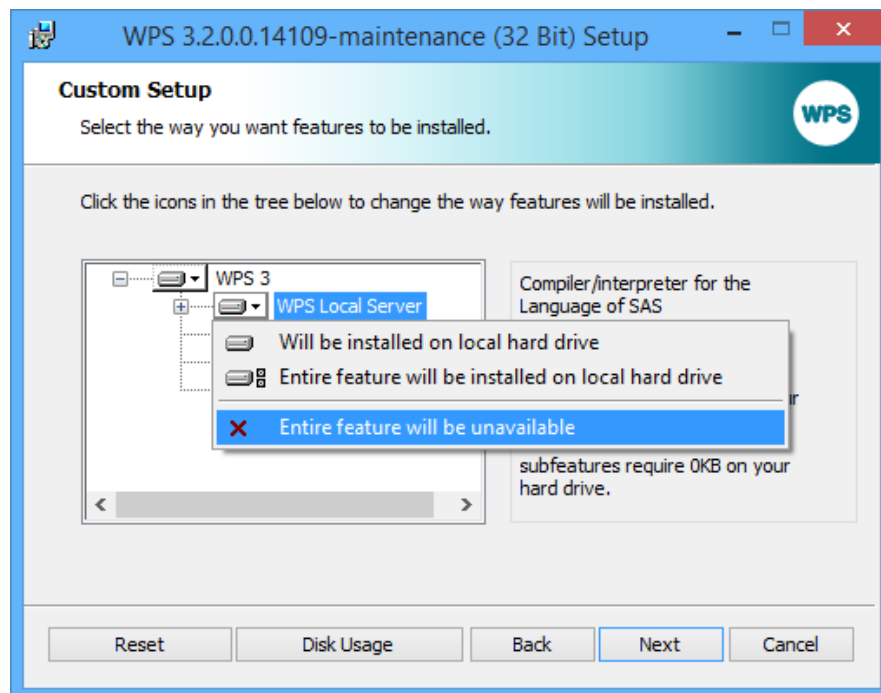 WPS 3.2.0.0.14109-maintenance (32 Bit) Setup
Custom Setup
Select the way you want features to be installed.
WPS
Click the icons in the tree below to change the way features will be installed.
WPS 3
WPS Local Server
Compiler/interpreter for the
Language of SAS
Will be installed on local hard drive
Entire feature will be installed on local hard drive
Entire feature will be unavailable
subfeatures require 0KB on your
hard drive.
Reset
Disk Usage
Back
Next
Cancel